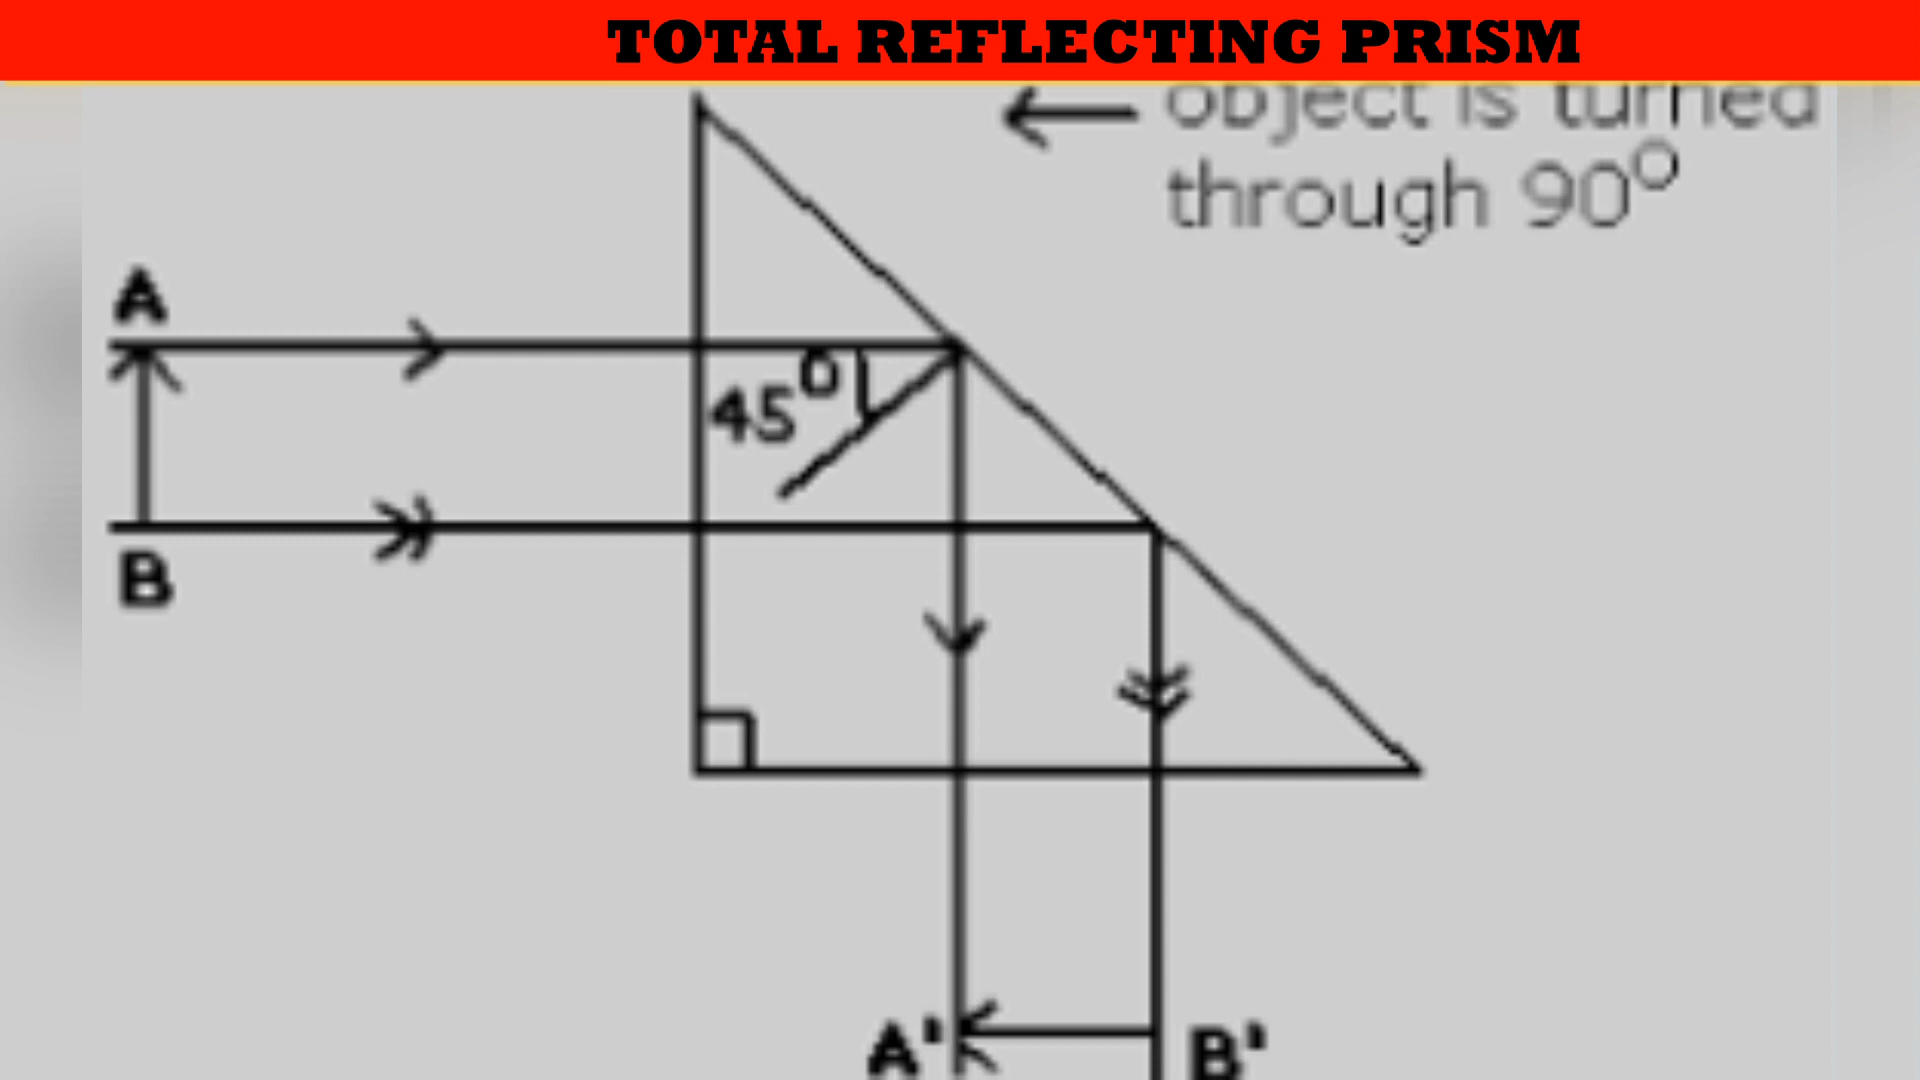 TOTAL REFLECTING PRISM
object is turned
through 90°
A
45°
B
A' B'